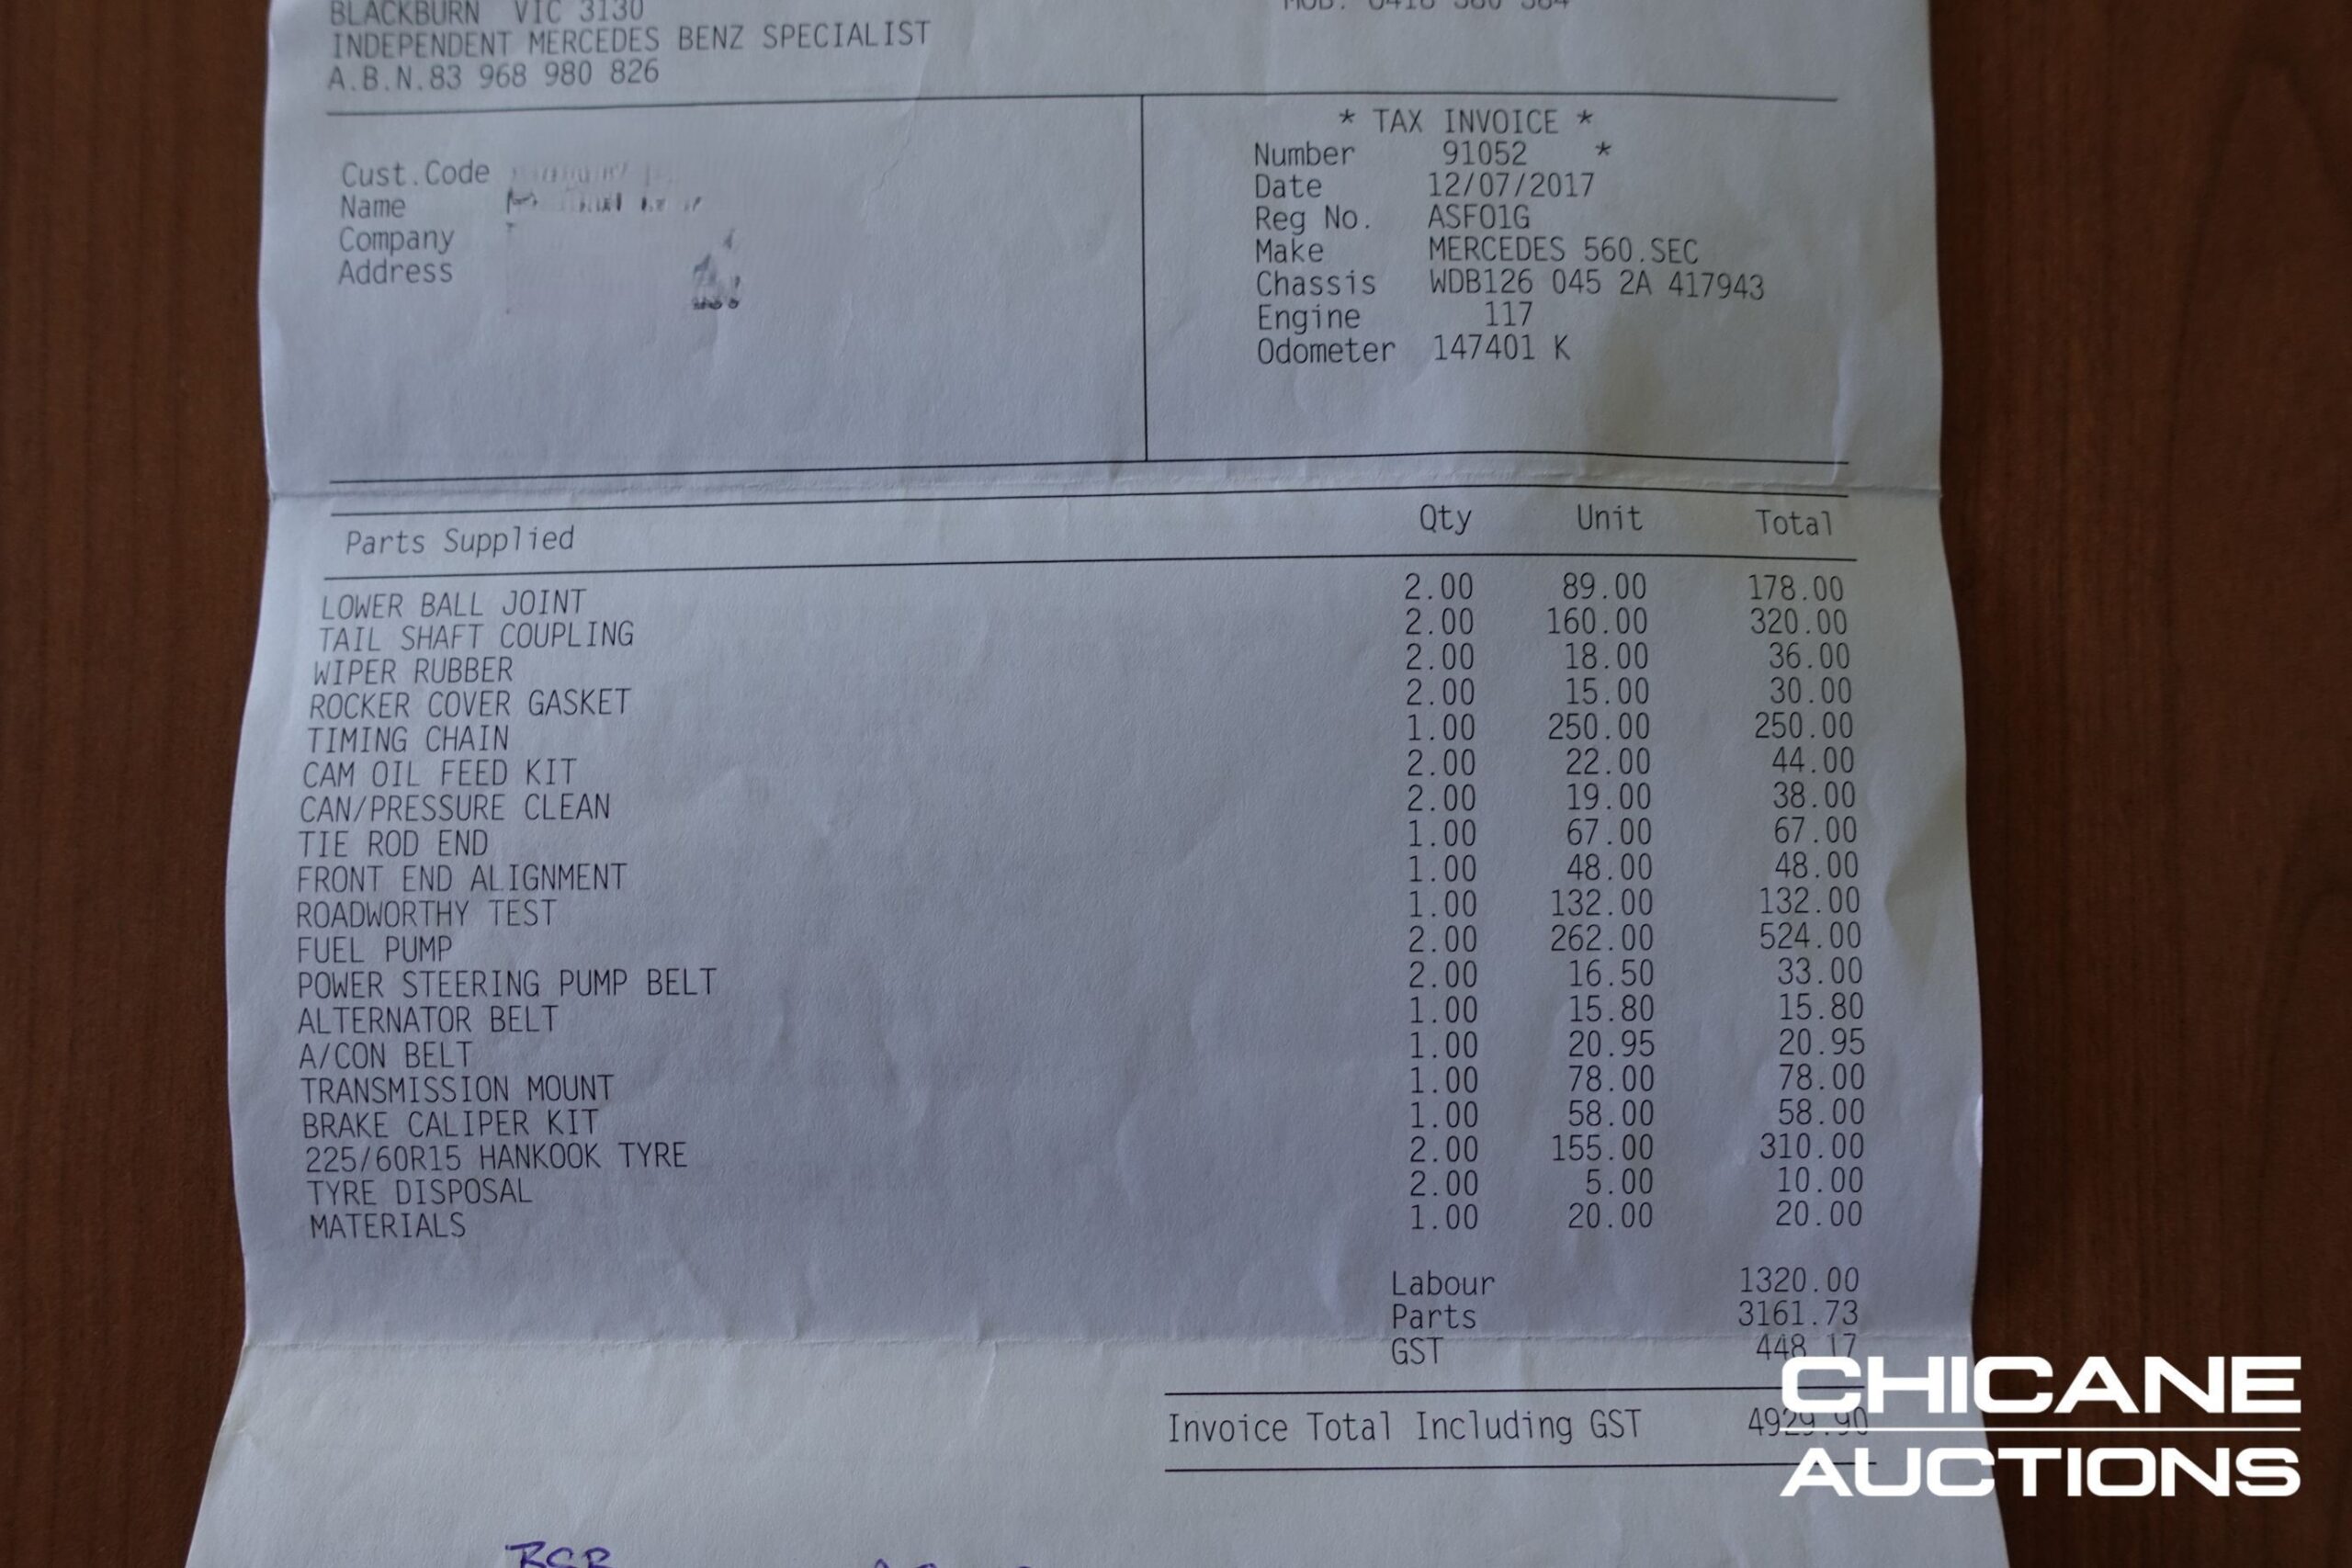 BLACKBURN VIC 3130
INDEPENDENT MERCEDES BENZ SPECIALIST
A.B.N.83 968 980 826
* TAX INVOICE *
Number 91052 *
Date 12/07/2017
Reg No. ASF01G
Make MERCEDES 560.SEC
Chassis WDB126 045 2A 417943
Engine 117
Odometer 147401 K
Cust.Code
Name
Company
Address
Parts Supplied Qty Unit Total
LOWER BALL JOINT 2.00 89.00 178.00
TAIL SHAFT COUPLING 2.00 160.00 320.00
WIPER RUBBER 2.00 18.00 36.00
ROCKER COVER GASKET 2.00 15.00 30.00
TIMING CHAIN 1.00 250.00 250.00
CAM OIL FEED KIT 2.00 22.00 44.00
CAN/PRESSURE CLEAN 2.00 19.00 38.00
TIE ROD END 1.00 67.00 67.00
FRONT END ALIGNMENT 1.00 48.00 48.00
ROADWORTHY TEST 1.00 132.00 132.00
FUEL PUMP 2.00 262.00 524.00
POWER STEERING PUMP BELT 2.00 16.50 33.00
ALTERNATOR BELT 1.00 15.80 15.80
A/CON BELT 1.00 20.95 20.95
TRANSMISSION MOUNT 1.00 78.00 78.00
BRAKE CALIPER KIT 1.00 58.00 58.00
225/60R15 HANKOOK TYRE 2.00 155.00 310.00
TYRE DISPOSAL 2.00 5.00 10.00
MATERIALS 1.00 20.00 20.00
Labour 1320.00
Parts 3161.73
GST 448.17
Invoice Total Including GST 4929.90
CHICANE
AUCTIONS